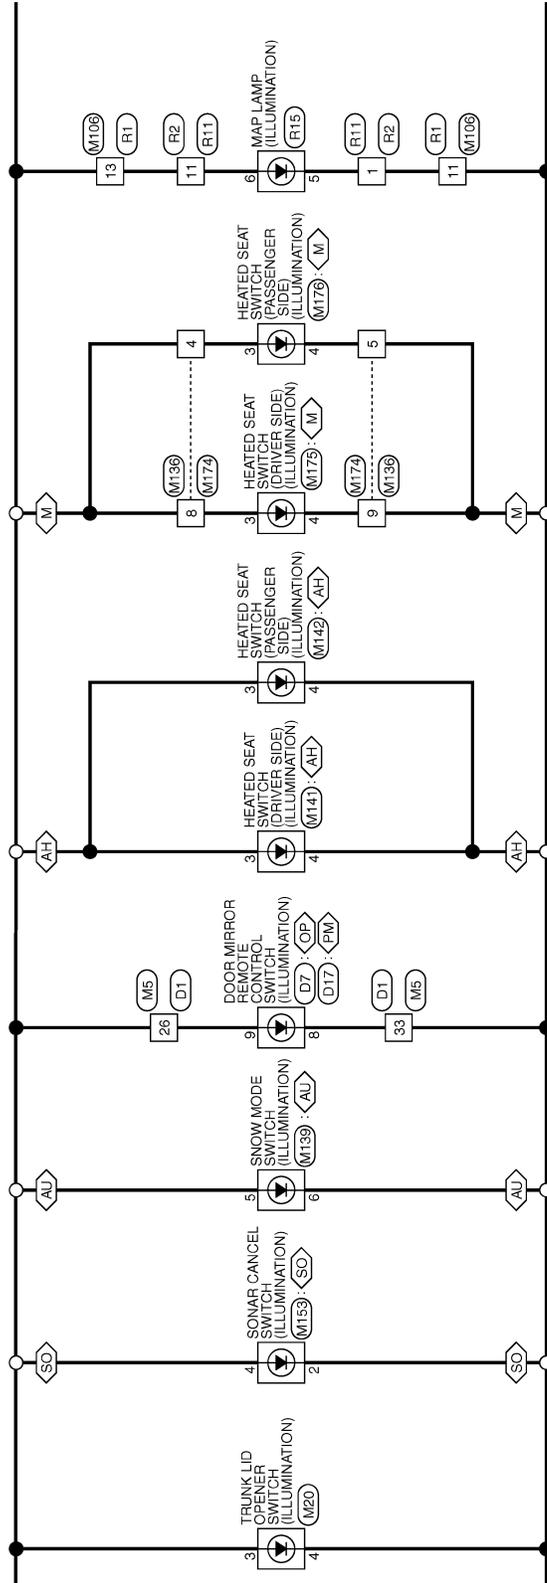 M106
R1
13
R2
R11
11
MAP LAMP
(ILLUMINATION)
R15
6
5
R11
R2
1
R1
M106
11
HEATED SEAT
SWITCH
(PASSENGER
SIDE)
(ILLUMINATION)
M176 : M
4
3
4
5
M
M136
M174
8
HEATED SEAT
SWITCH
(DRIVER SIDE)
(ILLUMINATION)
M175 : M
3
4
M174
M136
9
M
HEATED SEAT
SWITCH
(PASSENGER
SIDE)
(ILLUMINATION)
M142 : AH
3
4
AH
HEATED SEAT
SWITCH
(DRIVER SIDE)
(ILLUMINATION)
M141 : AH
3
4
AH
M5
D1
26
DOOR MIRROR
REMOTE
CONTROL
SWITCH
(ILLUMINATION)
D7 : OP
D17 : PM
9
8
D1
M5
33
AU
SNOW MODE
SWITCH
(ILLUMINATION)
M139 : AU
5
6
AU
SO
SONAR CANCEL
SWITCH
(ILLUMINATION)
M153 : SO
4
2
SO
TRUNK LID
OPENER
SWITCH
(ILLUMINATION)
M20
3
4